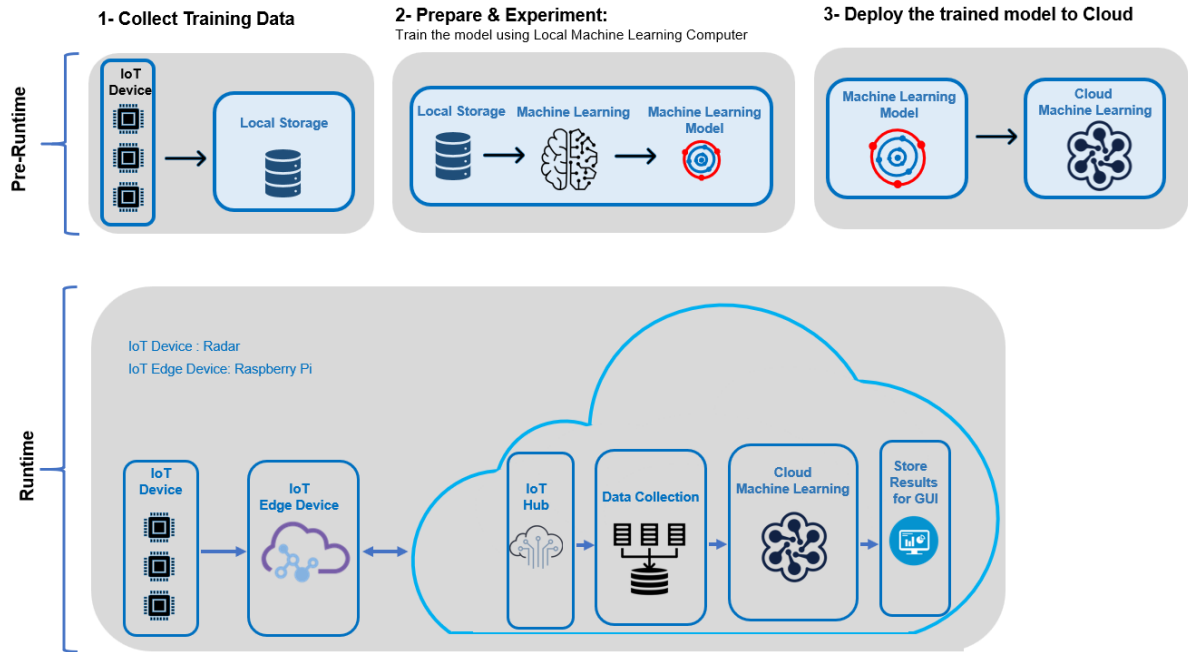 1- Collect Training Data
2- Prepare & Experiment:
Train the model using Local Machine Learning Computer
3- Deploy the trained model to Cloud
Pre-Runtime
IoT
Device
Local Storage
Local Storage
Machine Learning
Machine Learning
Model
Machine Learning
Model
Cloud
Machine Learning
Runtime
IoT Device : Radar
IoT Edge Device: Raspberry Pi
IoT
Device
IoT
Edge Device
IoT
Hub
Data Collection
Cloud
Machine Learning
Store
Results
for GUI